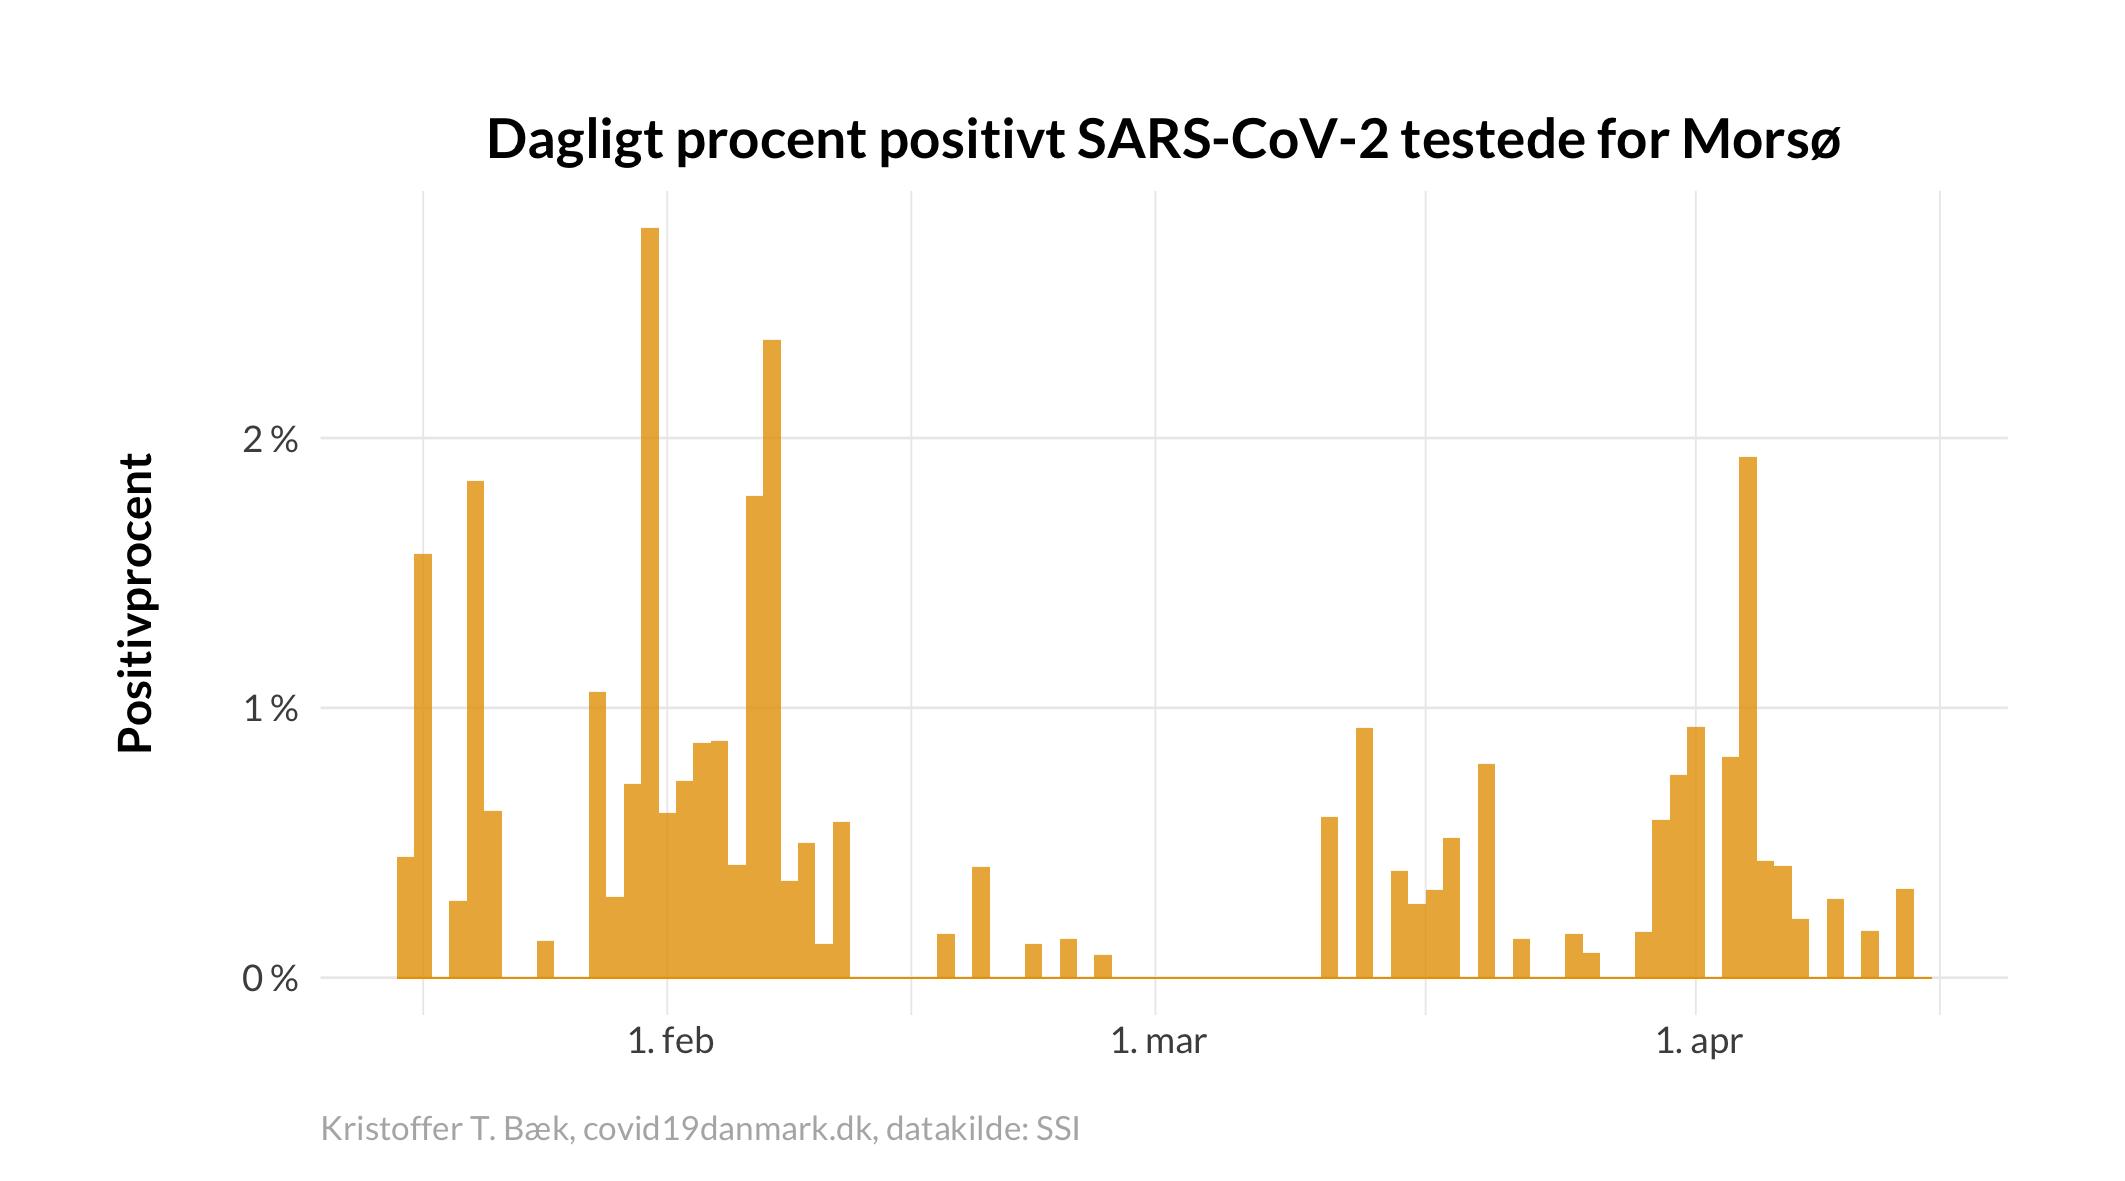 Dagligt procent positivt SARS-CoV-2 testede for Morsø
Positivprocent
2 %
1 %
0 %
1. feb
1. mar
1. apr
Kristoffer T. Bæk, covid19danmark.dk, datakilde: SSI